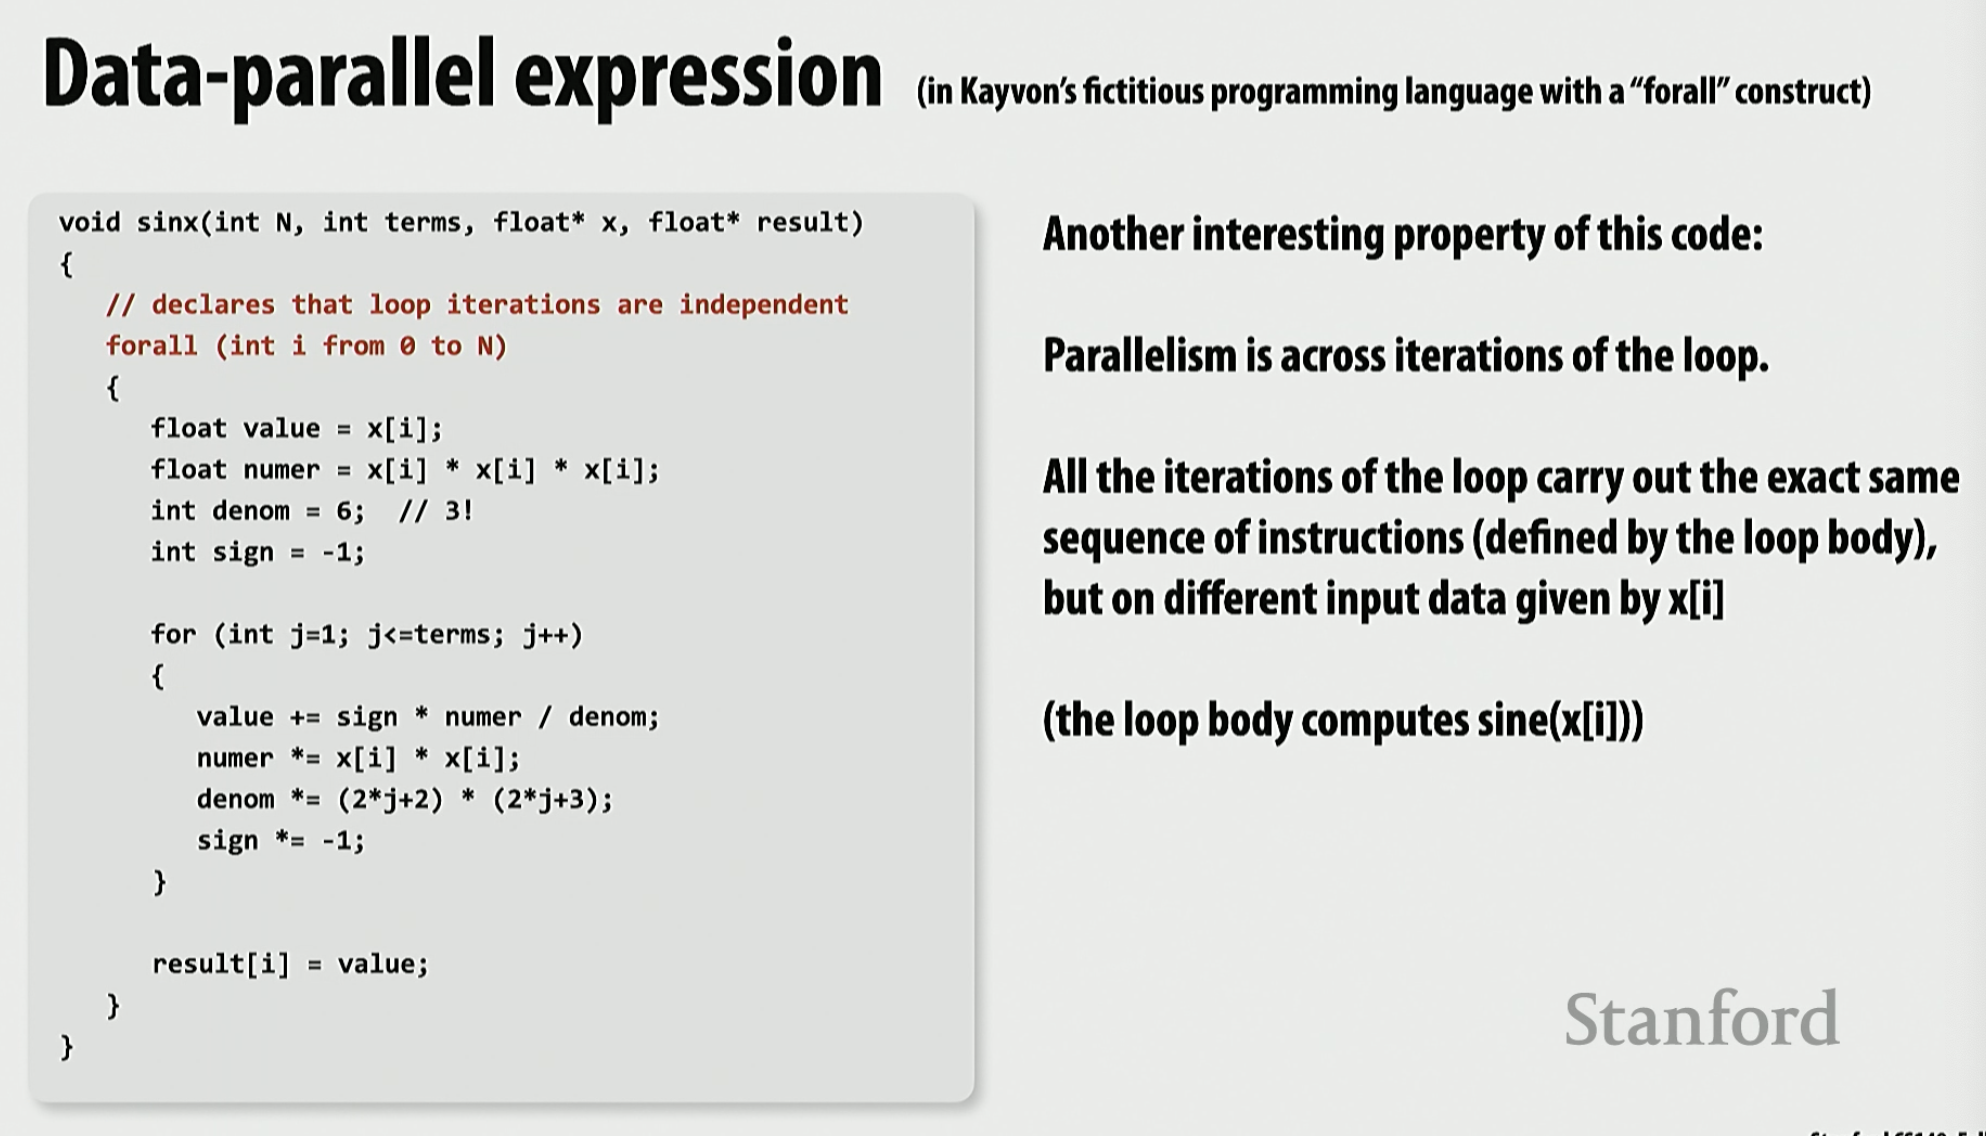 Data-parallel expression (in Kayvon's fictitious programming language with a “forall” construct)
void sinx(int N, int terms, float* x, float* result)
{
// declares that loop iterations are independent
forall (int i from 0 to N)
{
float value = x[i];
float numer = x[i] * x[i] * x[i];
int denom = 6;  // 3!
int sign = -1;
for (int j=1; j<=terms; j++)
{
value += sign * numer / denom;
numer *= x[i] * x[i];
denom *= (2*j+2) * (2*j+3);
sign *= -1;
}
result[i] = value;
}
}
Another interesting property of this code:
Parallelism is across iterations of the loop.
All the iterations of the loop carry out the exact same
sequence of instructions (defined by the loop body),
but on different input data given by x[i]
(the loop body computes sine(x[i]))
Stanford